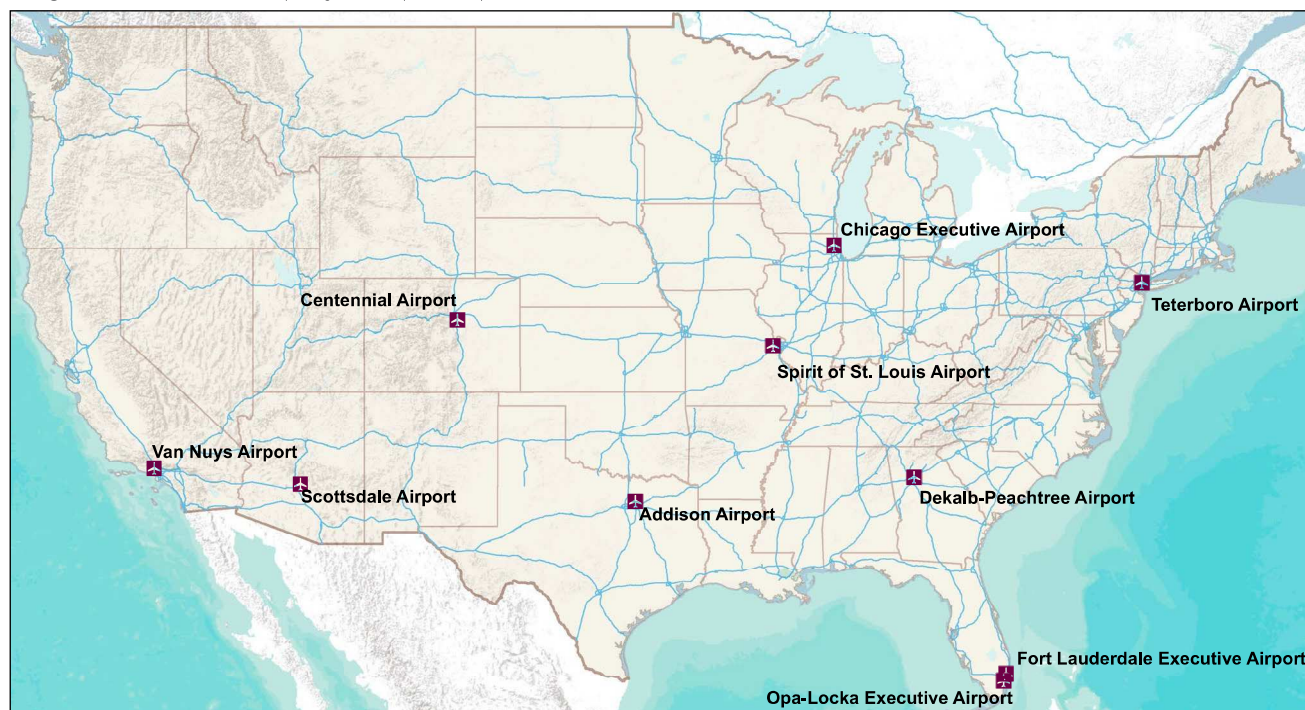 Chicago Executive Airport
Teterboro Airport
Centennial Airport
Spirit of St. Louis Airport
Van Nuys Airport
Scottsdale Airport
Addison Airport
Dekalb-Peachtree Airport
Fort Lauderdale Executive Airport
Opa-Locka Executive Airport